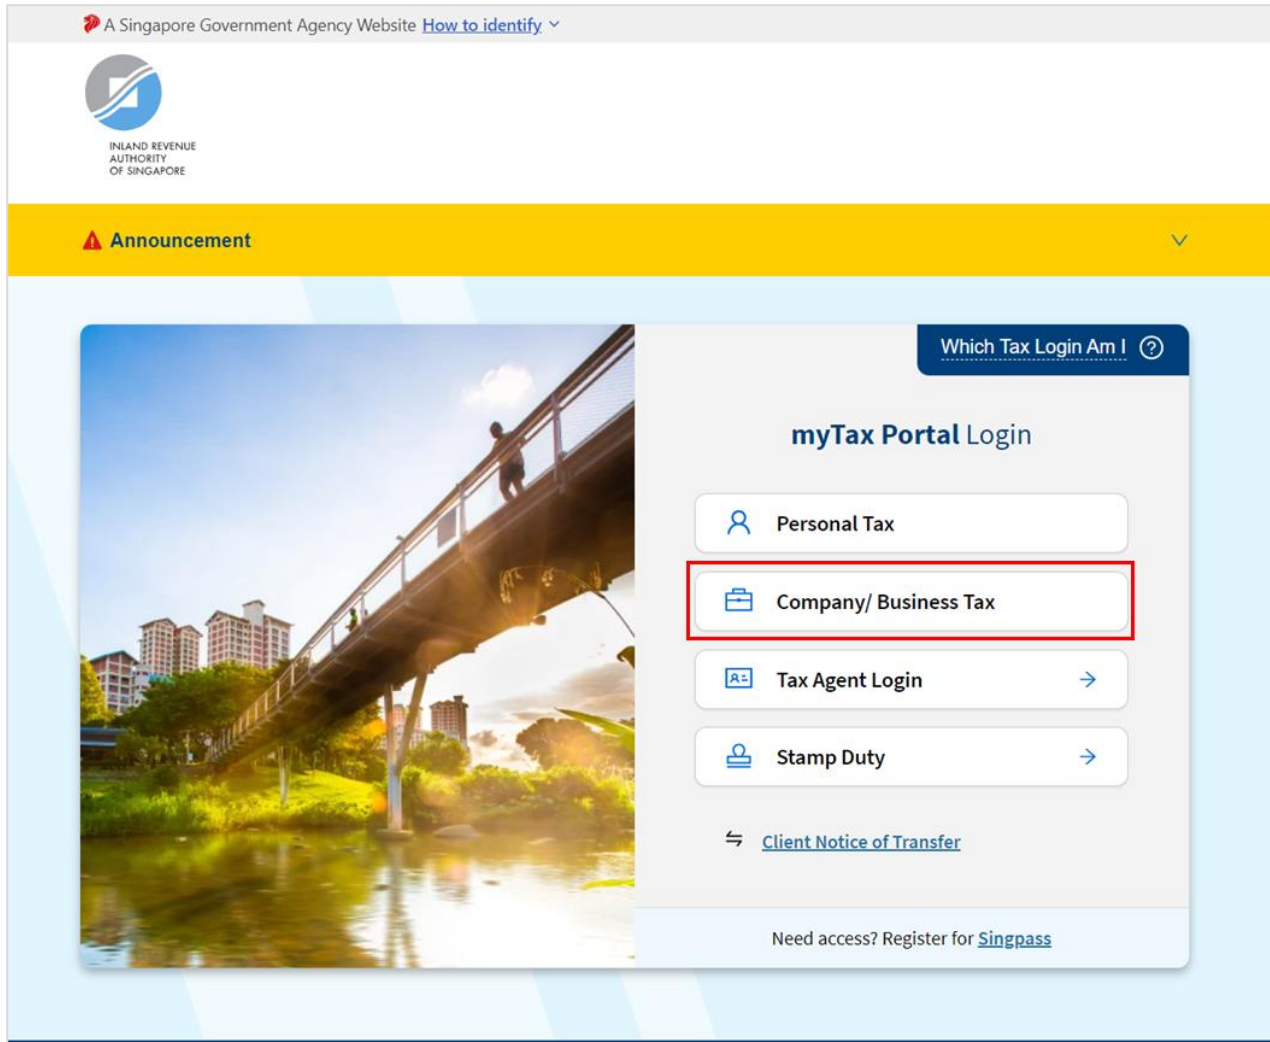 A Singapore Government Agency Website How to identify
INLAND REVENUE
AUTHORITY
OF SINGAPORE
Announcement
Which Tax Login Am I
myTax Portal Login
Personal Tax
Company/ Business Tax
Tax Agent Login
Stamp Duty
Client Notice of Transfer
Need access? Register for Singpass